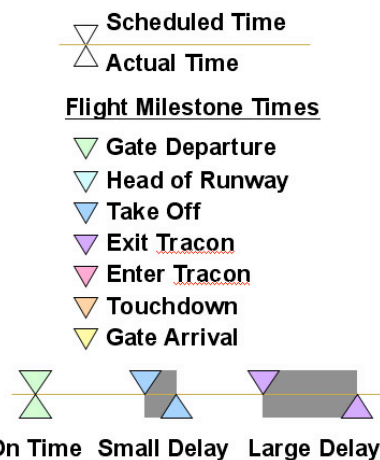 Scheduled Time
Actual Time
Flight Milestone Times
Gate Departure
Head of Runway
Take Off
Exit Tracon
Enter Tracon
Touchdown
Gate Arrival
On Time Small Delay Large Delay